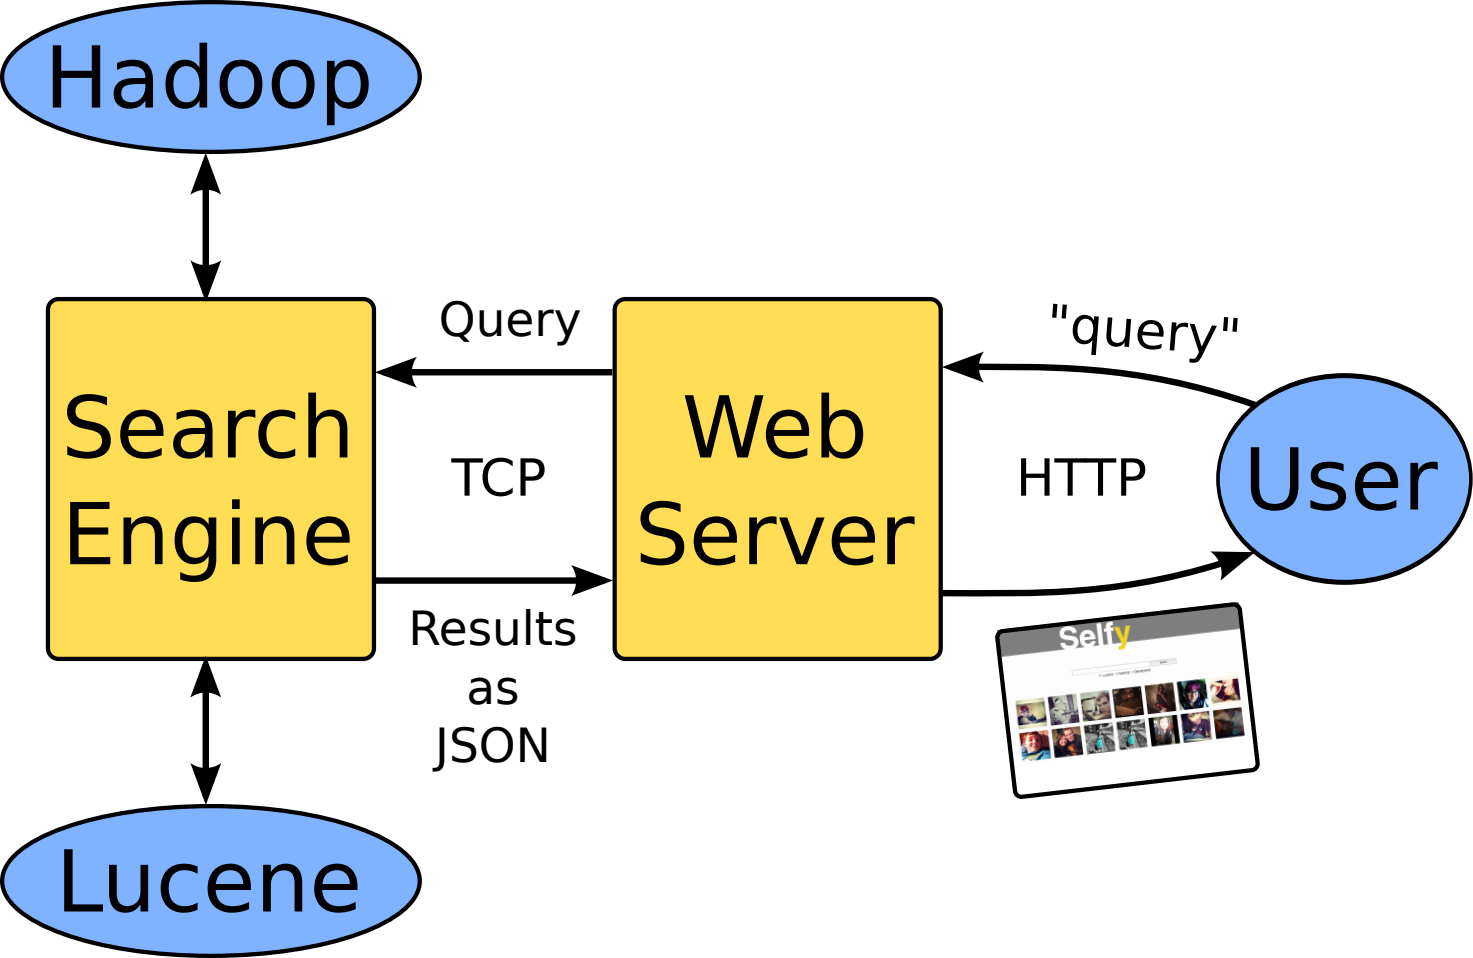 Hadoop
Search
Engine
Query
TCP
Results
as
JSON
Web
Server
"query"
HTTP
User
Selfy
Lucene